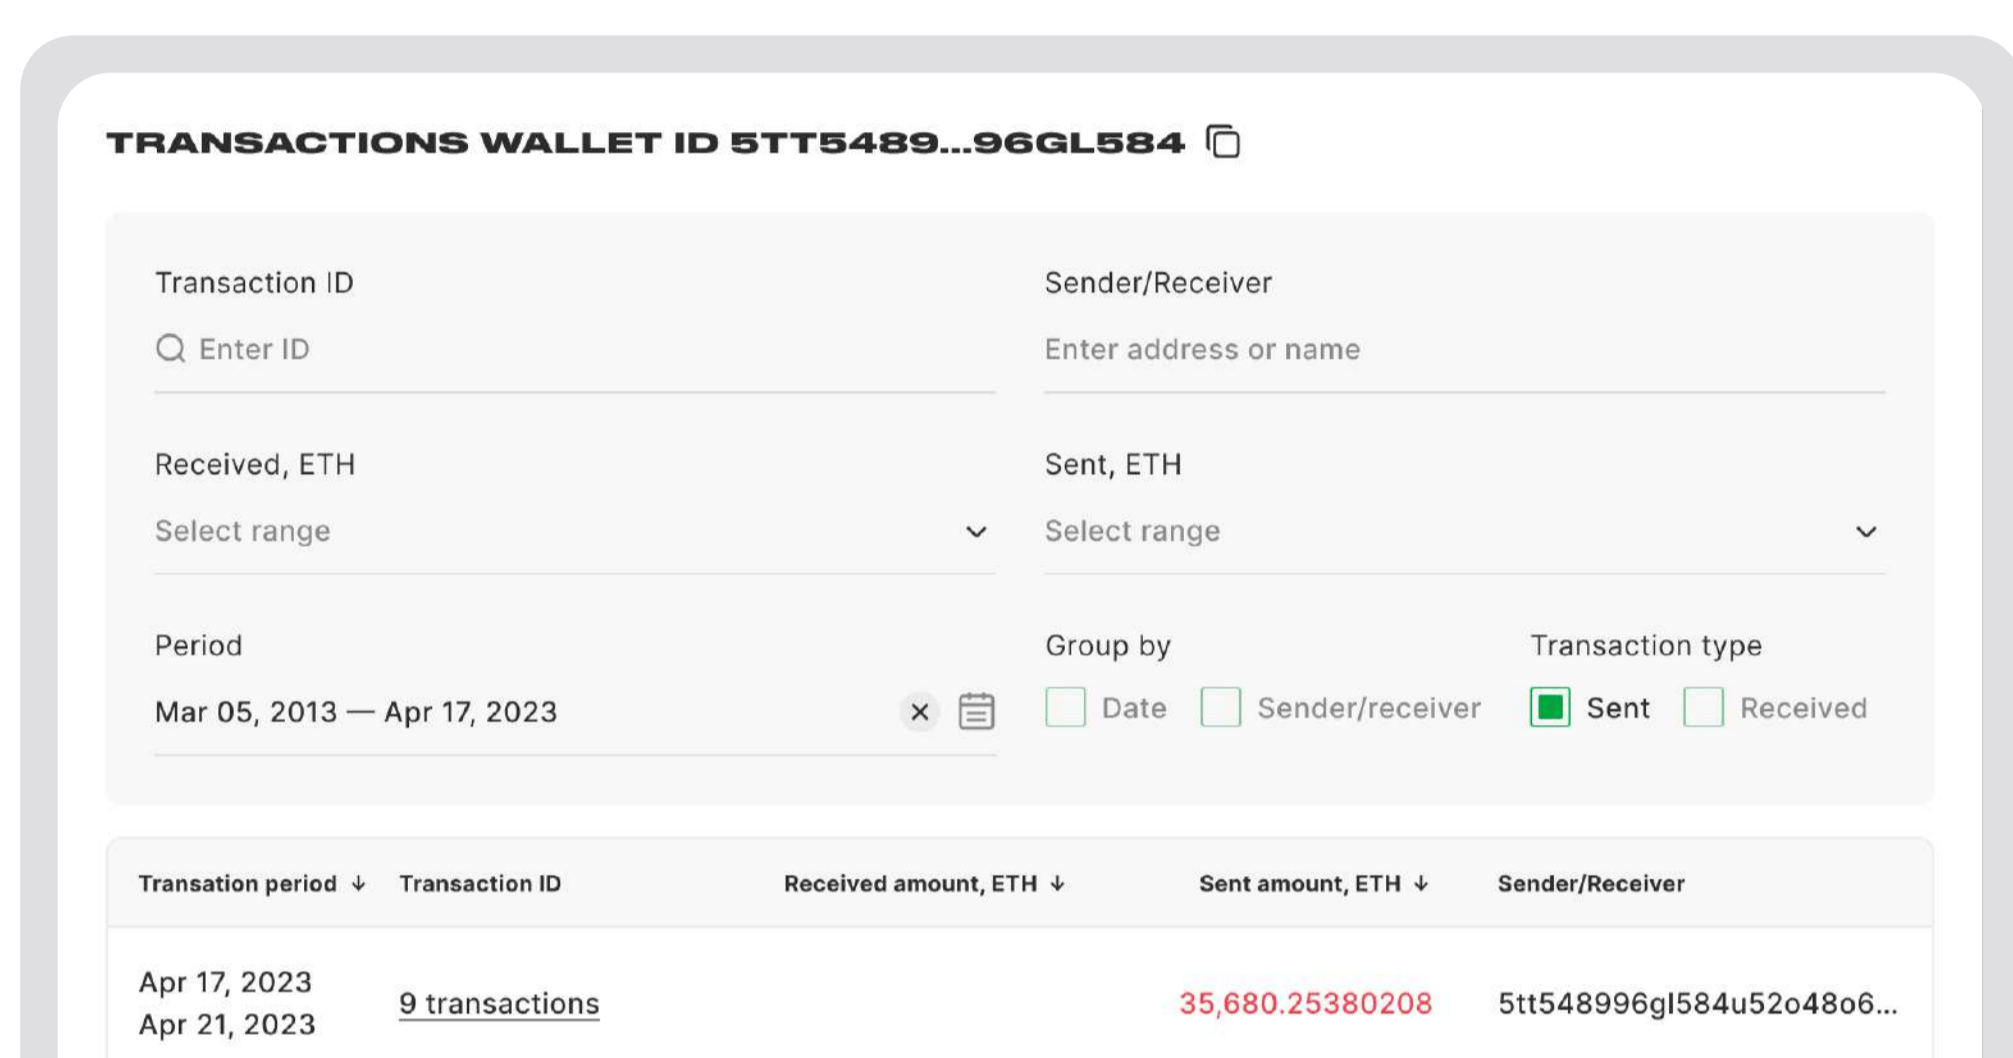 TRANSACTIONS WALLET ID 5TT5489...96GL584
Transaction ID
Sender/Receiver
Enter ID
Enter address or name
Received, ETH
Sent, ETH
Select range
Select range
Period
Group by
Transaction type
Mar 05, 2013 — Apr 17, 2023
Date
Sender/receiver
Sent
Received
Transation period ↓ Transaction ID Received amount, ETH ↓ Sent amount, ETH ↓ Sender/Receiver
Apr 17, 2023
Apr 21, 2023
9 transactions
35,680.25380208
5tt548996gl584u52o48o6...